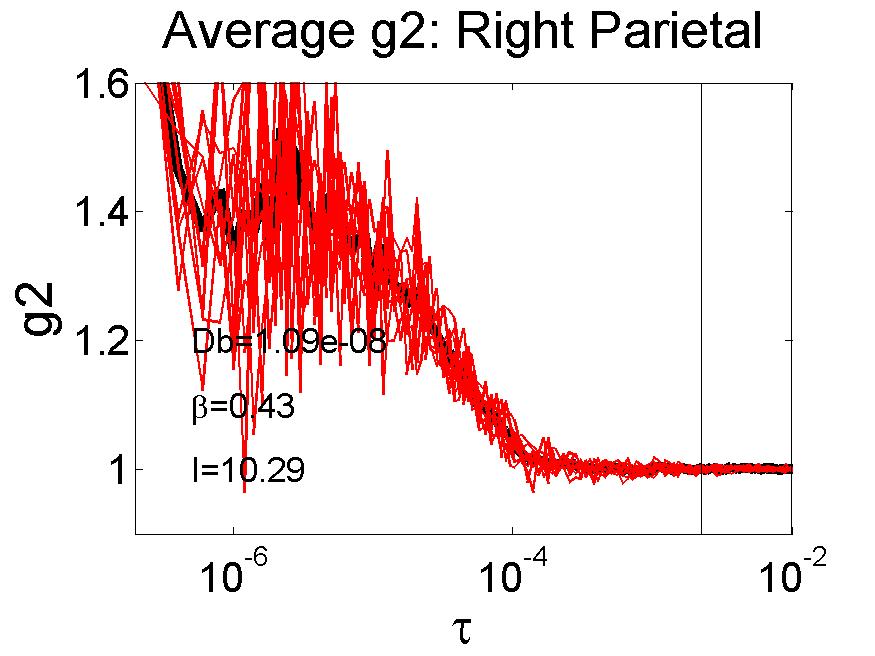 Average g2: Right Parietal
1.6
1.4
1.2
1
g2
Db=1.09e-08
β=0.43
I=10.29
10^-6
10^-4
10^-2
τ